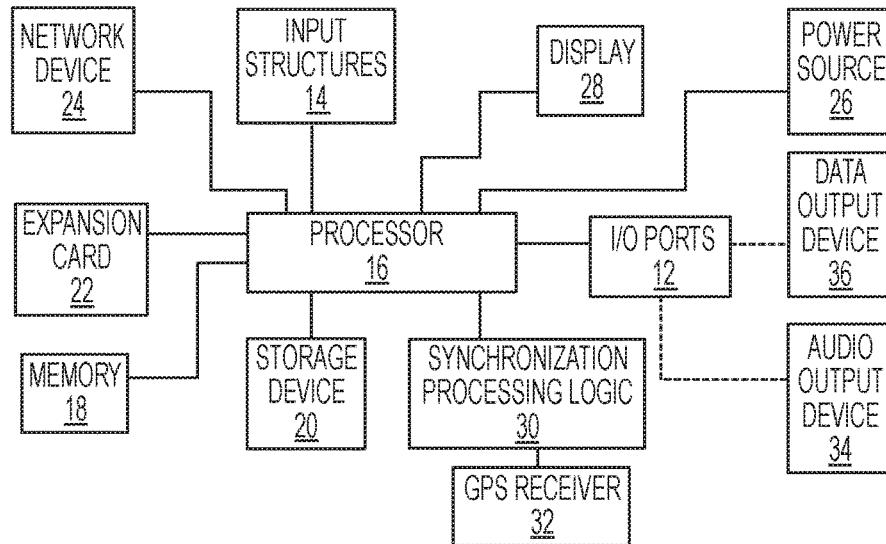 NETWORK
DEVICE
24
INPUT
STRUCTURES
14
DISPLAY
28
POWER
SOURCE
26
EXPANSION
CARD
22
PROCESSOR
16
I/O PORTS
12
DATA
OUTPUT
DEVICE
36
MEMORY
18
STORAGE
DEVICE
20
SYNCHRONIZATION
PROCESSING LOGIC
30
AUDIO
OUTPUT
DEVICE
34
GPS RECEIVER
32